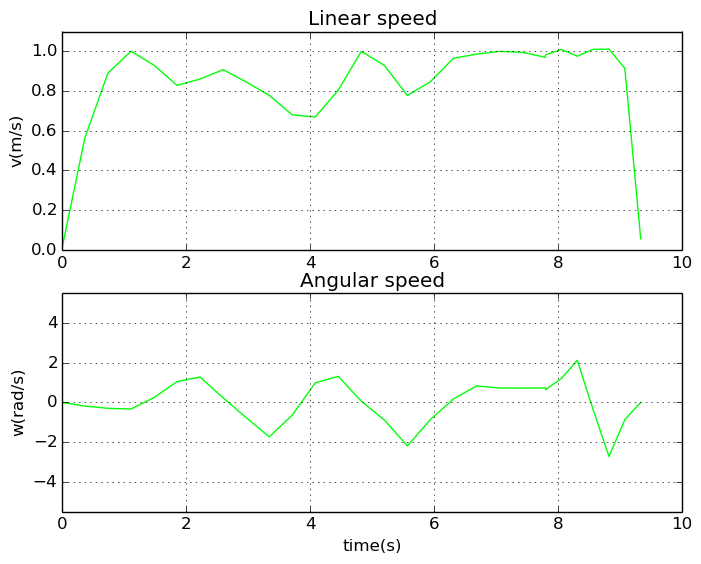 Linear speed
v(m/s)
1.0
0.8
0.6
0.4
0.2
0.0
0 2 4 6 8 10
Angular speed
w(rad/s)
4
2
0
−2
−4
0 2 4 6 8 10
time(s)